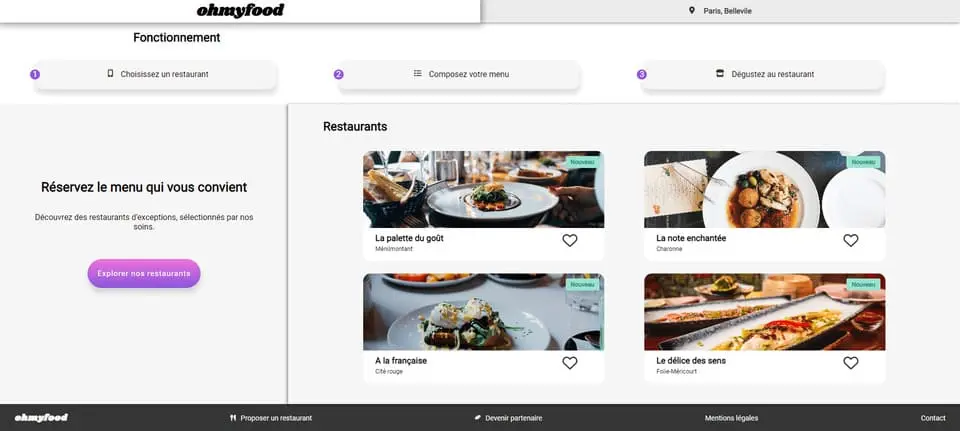 ohmyfood
Paris, Bellevile
Fonctionnement
1 Choisissez un restaurant
2 Composez votre menu
3 Dégustez au restaurant
Réservez le menu qui vous convient
Découvrez des restaurants d'exceptions, sélectionnés par nos
soins.
Explorer nos restaurants
Restaurants
Nouveau
La palette du goût
Ménilmontant
Nouveau
La note enchantée
Charonne
Nouveau
A la française
Cité rouge
Nouveau
Le délice des sens
Folie-Méricourt
ohmyfood
Proposer un restaurant
Devenir partenaire
Mentions légales
Contact